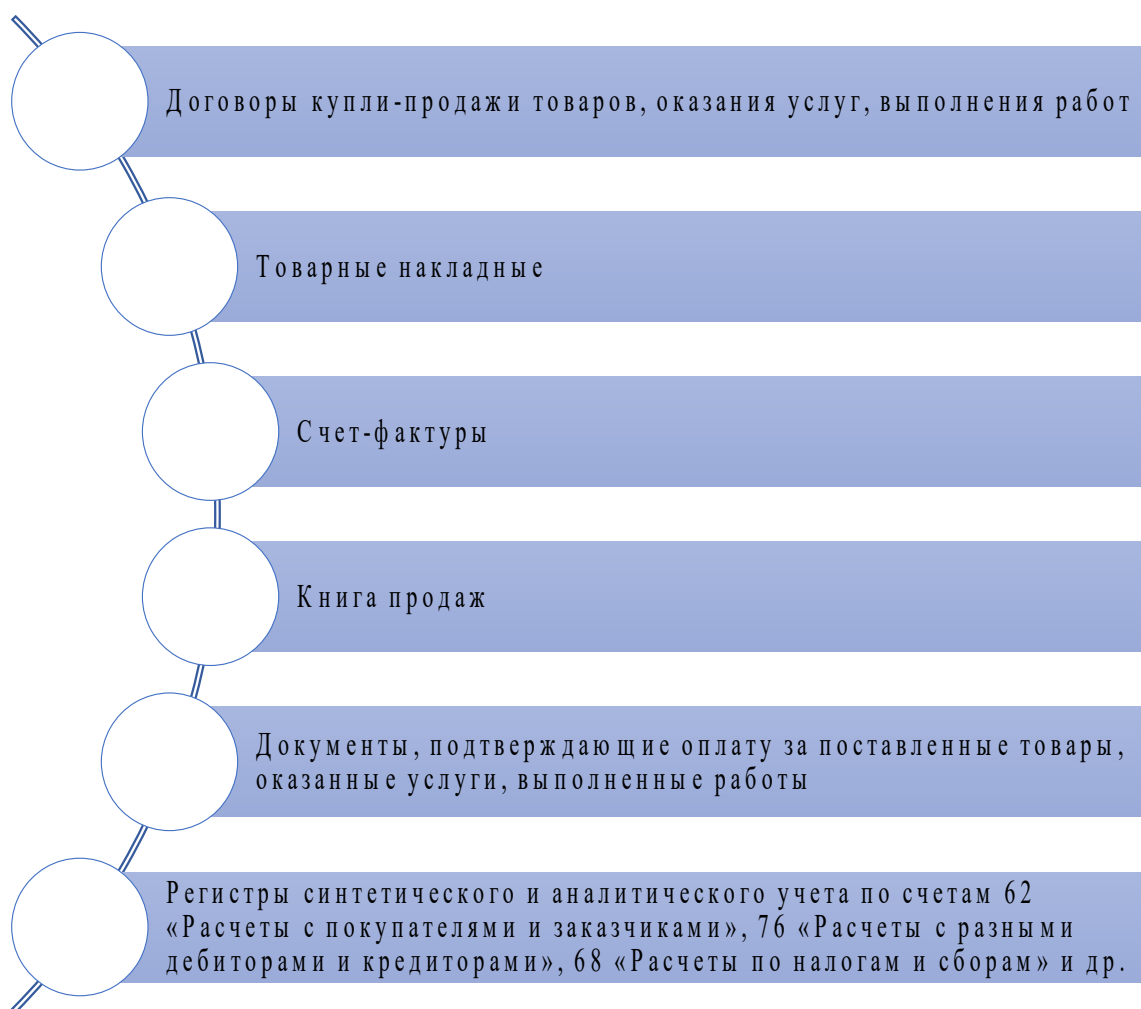 Договоры купли-продажи товаров, оказания услуг, выполнения работ
Товарные накладные
Счет-фактуры
Книга продаж
Документы, подтверждающие оплату за поставленные товары,
оказанные услуги, выполненные работы
Регистры синтетического и аналитического учета по счетам 62
«Расчеты с покупателями и заказчиками», 76 «Расчеты с разными
дебиторами и кредиторами», 68 «Расчеты по налогам и сборам» и др.